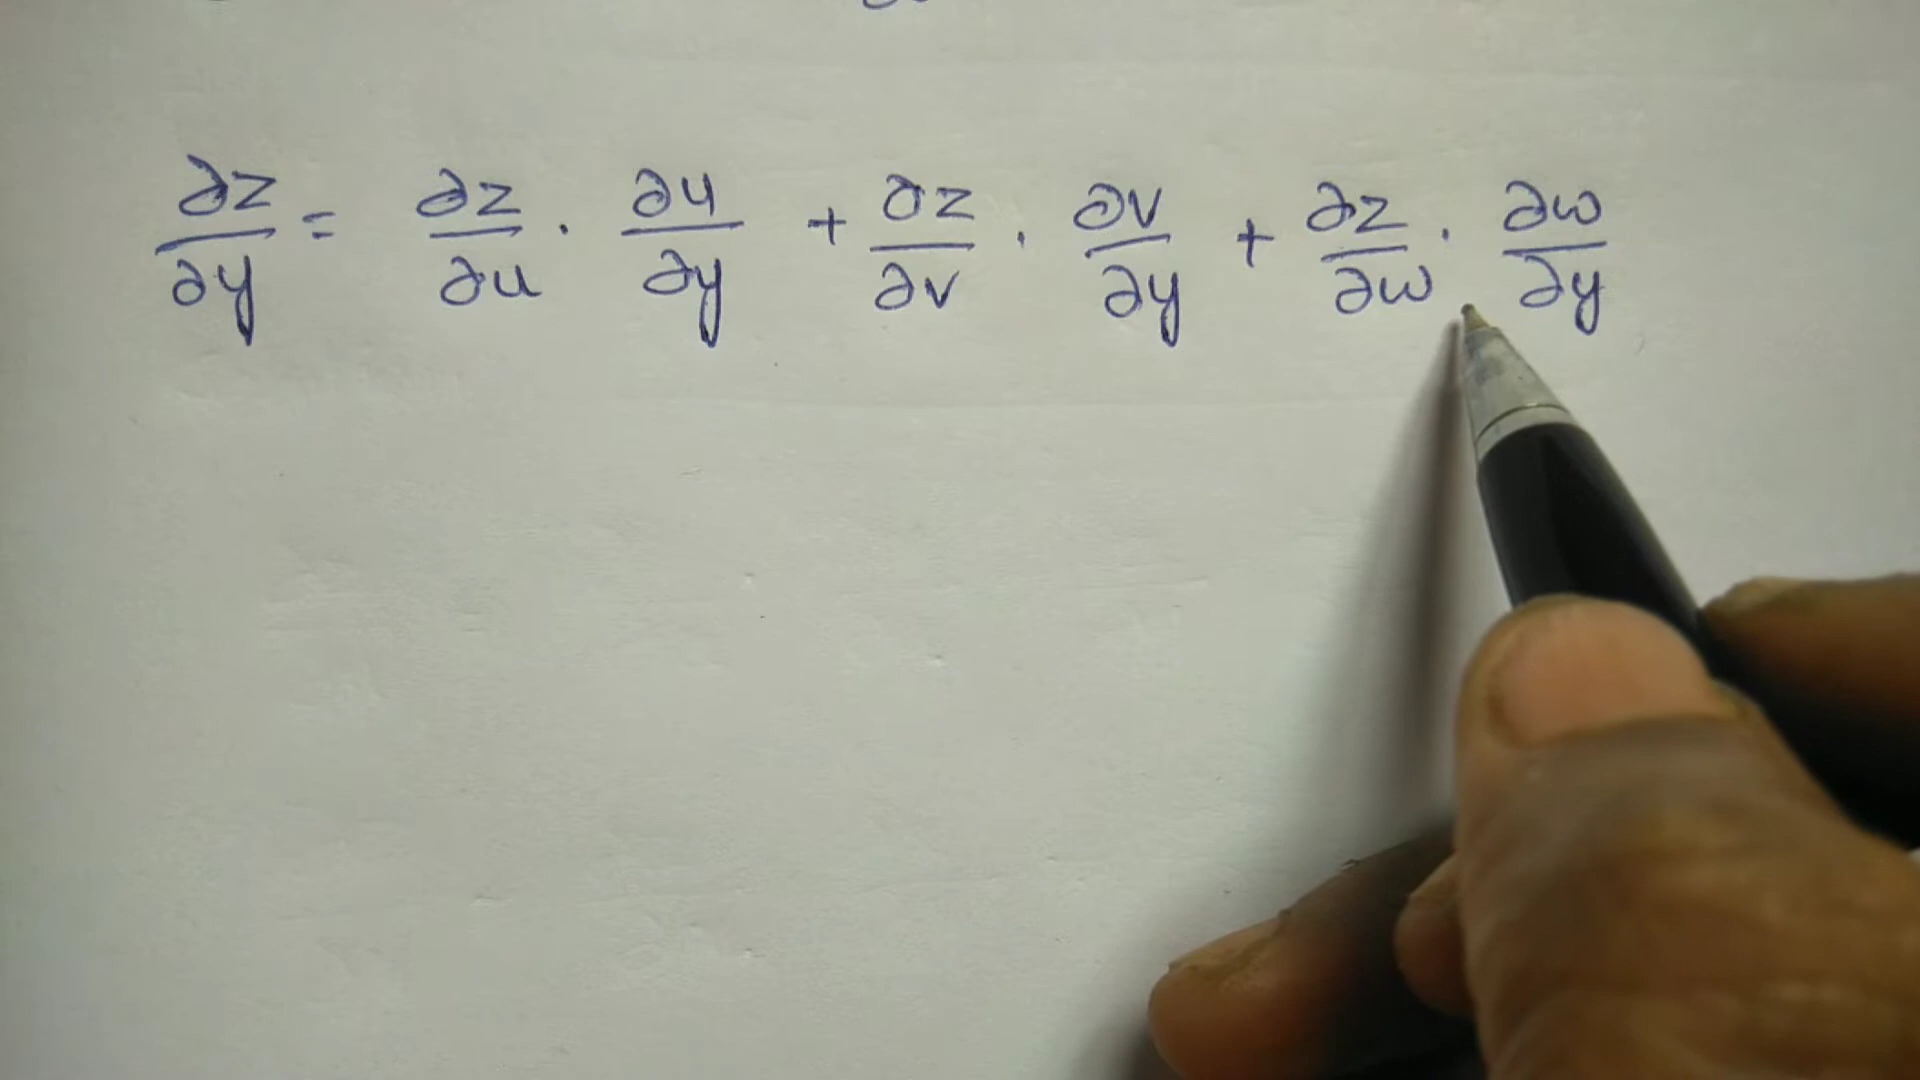 ∂z/∂y = ∂z/∂u · ∂u/∂y + ∂z/∂v · ∂v/∂y + ∂z/∂w · ∂w/∂y